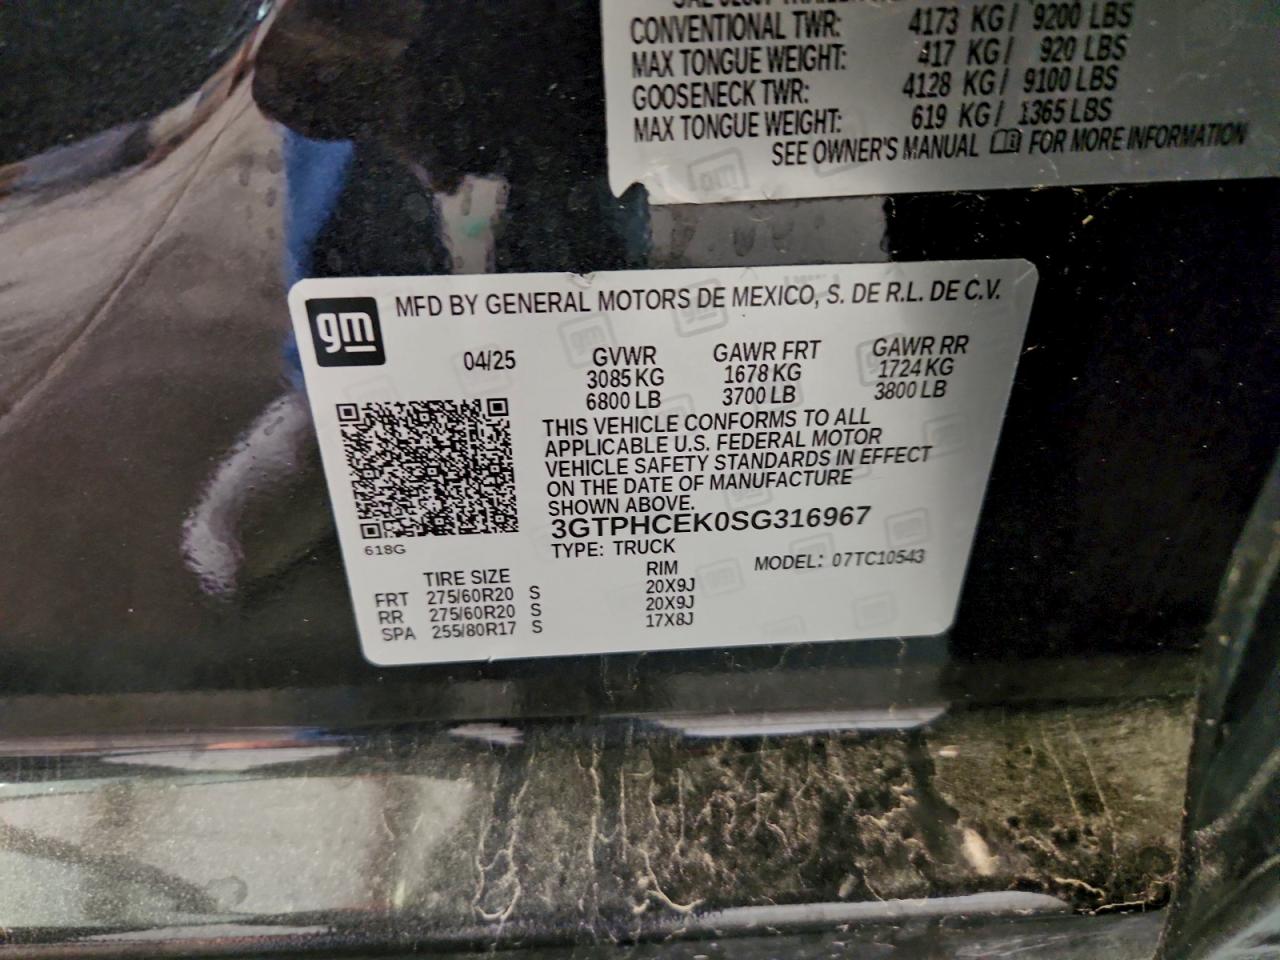 CONVENTIONAL TWR: 4173 KG/ 9200 LBS
MAX TONGUE WEIGHT: 417 KG/ 920 LBS
GOOSENECK TWR: 4128 KG/ 9100 LBS
MAX TONGUE WEIGHT: 619 KG/ 1365 LBS
SEE OWNER'S MANUAL FOR MORE INFORMATION
gm
MFD BY GENERAL MOTORS DE MEXICO, S. DE R.L. DE C.V.
04/25 GVWR GAWR FRT GAWR RR
3085 KG 1678 KG 1724 KG
6800 LB 3700 LB 3800 LB
THIS VEHICLE CONFORMS TO ALL
APPLICABLE U.S. FEDERAL MOTOR
VEHICLE SAFETY STANDARDS IN EFFECT
ON THE DATE OF MANUFACTURE
SHOWN ABOVE.
3GTPHCEK0SG316967
618G
TYPE: TRUCK MODEL: 07TC10543
TIRE SIZE RIM
FRT 275/60R20 S 20X9J
RR 275/60R20 S 20X9J
SPA 255/80R17 S 17X8J